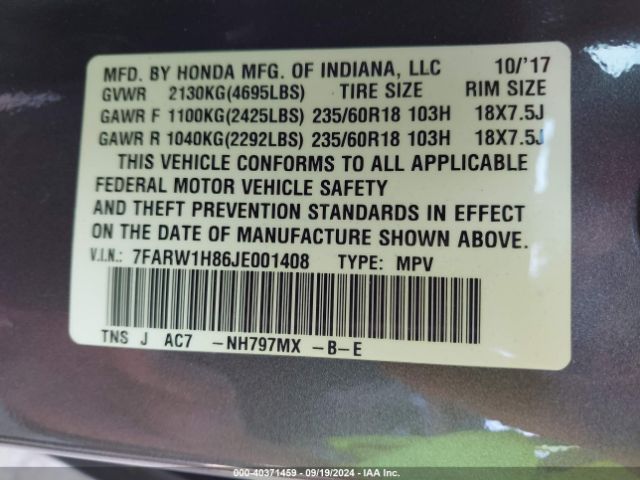 MFD. BY HONDA MFG. OF INDIANA, LLC 10/'17
GVWR 2130KG(4695LBS) TIRE SIZE RIM SIZE
GAWR F 1100KG(2425LBS) 235/60R18 103H 18X7.5J
GAWR R 1040KG(2292LBS) 235/60R18 103H 18X7.5J
THIS VEHICLE CONFORMS TO ALL APPLICABLE
FEDERAL MOTOR VEHICLE SAFETY
AND THEFT PREVENTION STANDARDS IN EFFECT
ON THE DATE OF MANUFACTURE SHOWN ABOVE.
V.I.N.: 7FARW1H86JE001408 TYPE: MPV
TNS J AC7 -NH797MX -B-E
000-40371459 - 09/19/2024 - IAA Inc.